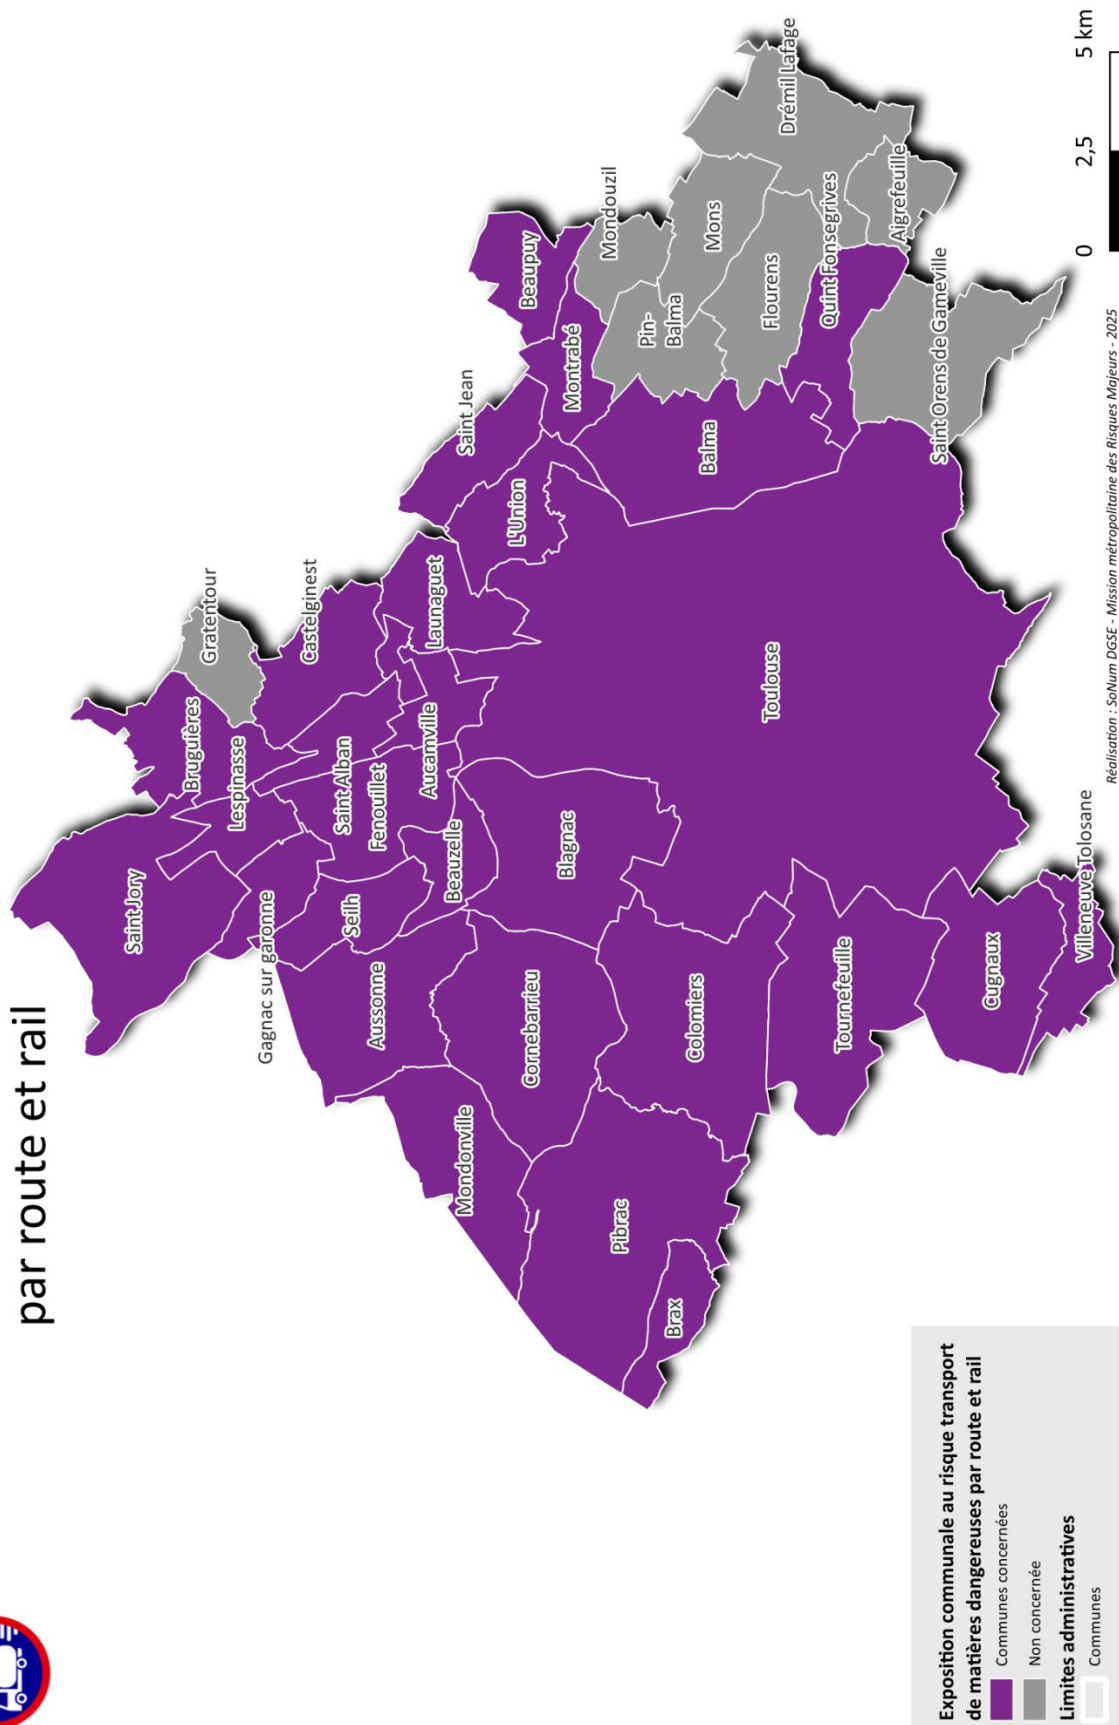 par route et rail
Saint Jory
Bruguières
Gratentour
Lespinasse
Gagnac sur garonne
Castelginest
Saint Alban
Fenouillet
Seilh
Aussonne
Aucamville
Launaguet
Saint Jean
Beaupuy
Mondonville
Beauzelle
L'Union
Montrabé
Mondouzil
Cornebarrieu
Blagnac
Pin-
Balma
Mons
Drémil Lafage
Pibrac
Colomiers
Balma
Flourens
Brax
Toulouse
Quint Fonsegrives
Aigrefeuille
Tournefeuille
Saint Orens de Gameville
Cugnaux
Villeneuve Tolosane
0 2,5 5 km
Exposition communale au risque transport
de matières dangereuses par route et rail
Communes concernées
Non concernée
Limites administratives
Communes
Réalisation : SoNum DGSE - Mission métropolitaine des Risques Majeurs - 2025